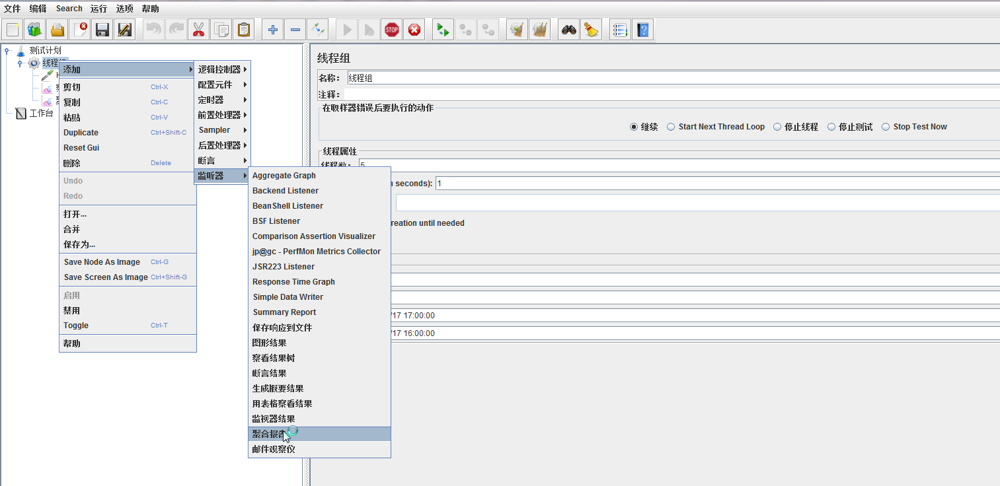 文件 编辑 Search 运行 选项 帮助
STOP
测试计划
线程组
工作台
添加
剪切 Ctrl-X
复制 Ctrl-C
粘贴 Ctrl-V
Duplicate Ctrl+Shift-C
Reset Gui
删除 Delete
Undo
Redo
打开...
合并
保存为...
Save Node As Image Ctrl-G
Save Screen As Image Ctrl+Shift-G
启用
禁用
Toggle Ctrl-T
帮助
逻辑控制器
配置元件
定时器
前置处理器
Sampler
后置处理器
断言
监听器
Aggregate Graph
Backend Listener
BeanShell Listener
BSF Listener
Comparison Assertion Visualizer
jp@gc - PerfMon Metrics Collector
JSR223 Listener
Response Time Graph
Simple Data Writer
Summary Report
保存响应到文件
图形结果
察看结果树
断言结果
生成概要结果
用表格察看结果
监视器结果
聚合报告
邮件观察仪
线程组
名称： 线程组
注释：
在取样器错误后要执行的动作
继续 Start Next Thread Loop 停止线程 停止测试 Stop Test Now
线程属性
线程数： 5
seconds): 1
reation until needed
/17 17:00:00
/17 16:00:00